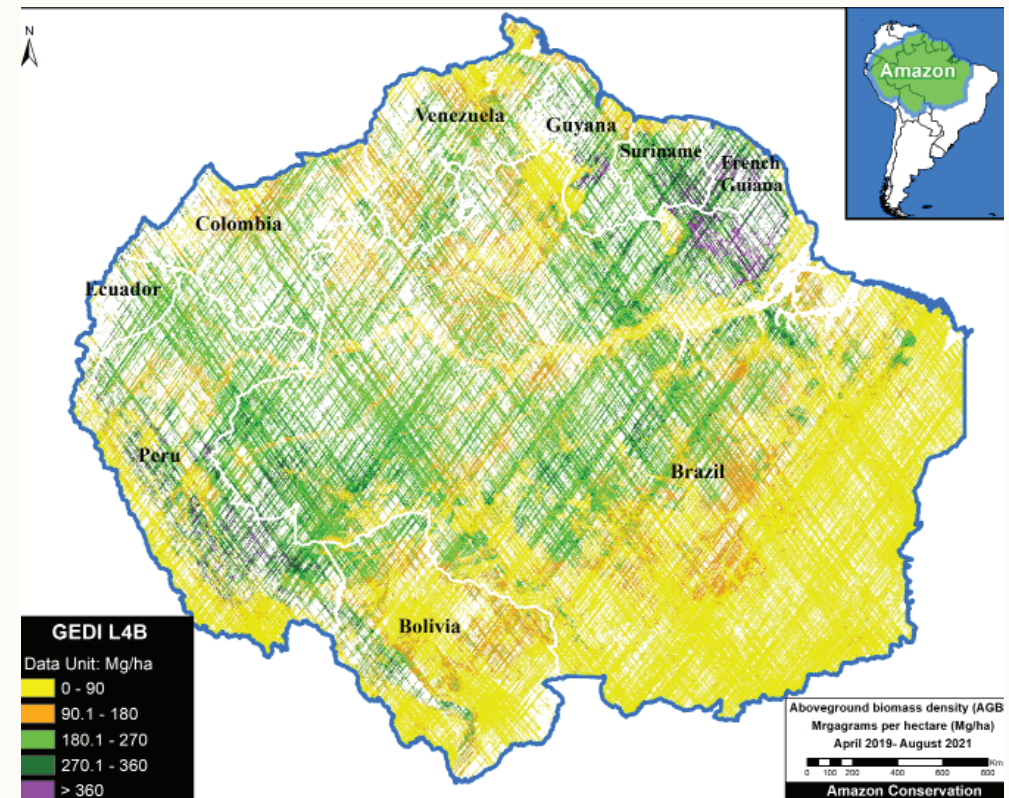 N
Amazon
Venezuela
Guyana
Suriname
French
Guiana
Colombia
Ecuador
Peru
Brazil
Bolivia
GEDI L4B
Data Unit: Mg/ha
0 - 90
90.1 - 180
180.1 - 270
270.1 - 360
> 360
Aboveground biomass density (AGB
Mrgagrams per hectare (Mg/ha)
April 2019- August 2021
Km
0 100 200 400 600 800
Amazon Conservation